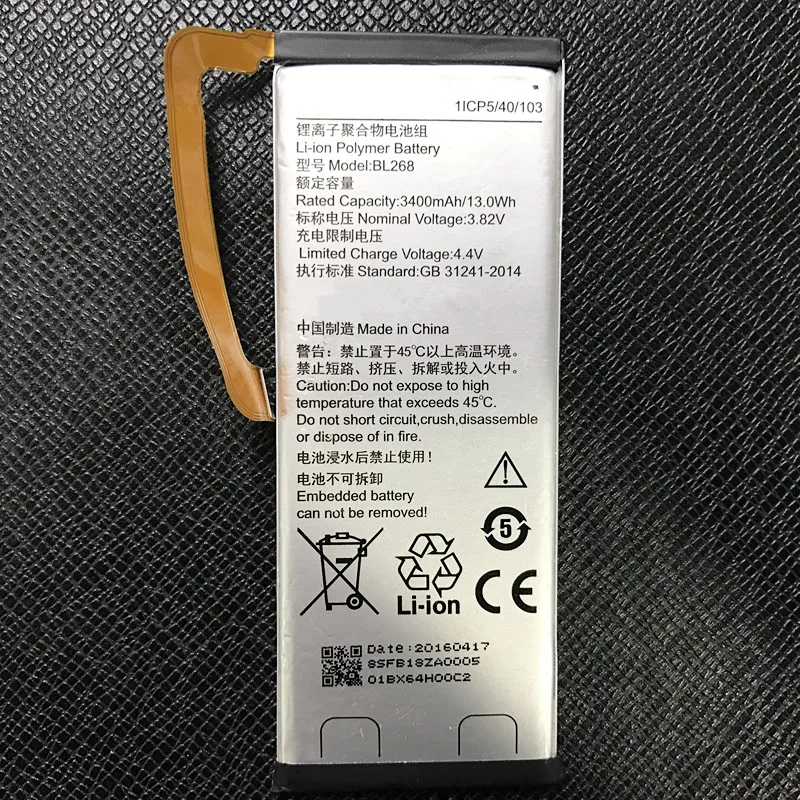 1ICP5/40/103
锂离子聚合物电池组
Li-ion Polymer Battery
型号 Model:BL268
额定容量
Rated Capacity:3400mAh/13.0Wh
标称电压 Nominal Voltage:3.82V
充电限制电压
Limited Charge Voltage:4.4V
执行标准 Standard:GB 31241-2014
中国制造 Made in China
警告：禁止置于45℃以上高温环境。
禁止短路、挤压、拆解或投入火中。
Caution:Do not expose to high
temperature that exceeds 45℃.
Do not short circuit,crush,disassemble
or dispose of in fire.
电池浸水后禁止使用！
电池不可拆卸
Embedded battery
can not be removed!
5
Li-ion
CE
Date:20160417
8SFB18ZA0005
01BX64H00C2